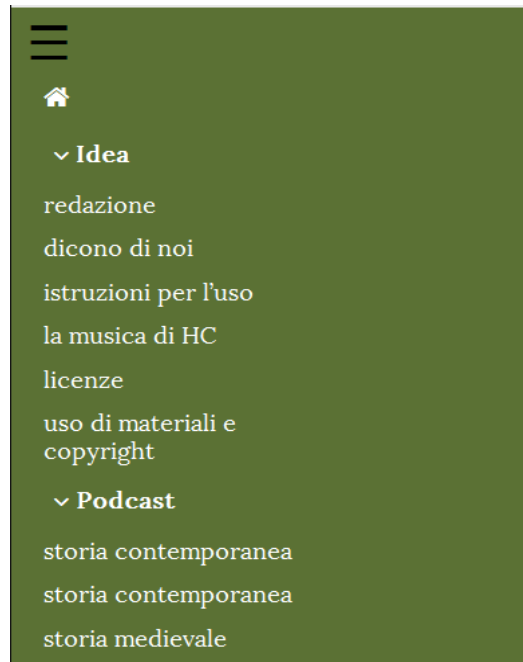 Idea
redazione
dicono di noi
istruzioni per l’uso
la musica di HC
licenze
uso di materiali e
copyright
Podcast
storia contemporanea
storia contemporanea
storia medievale